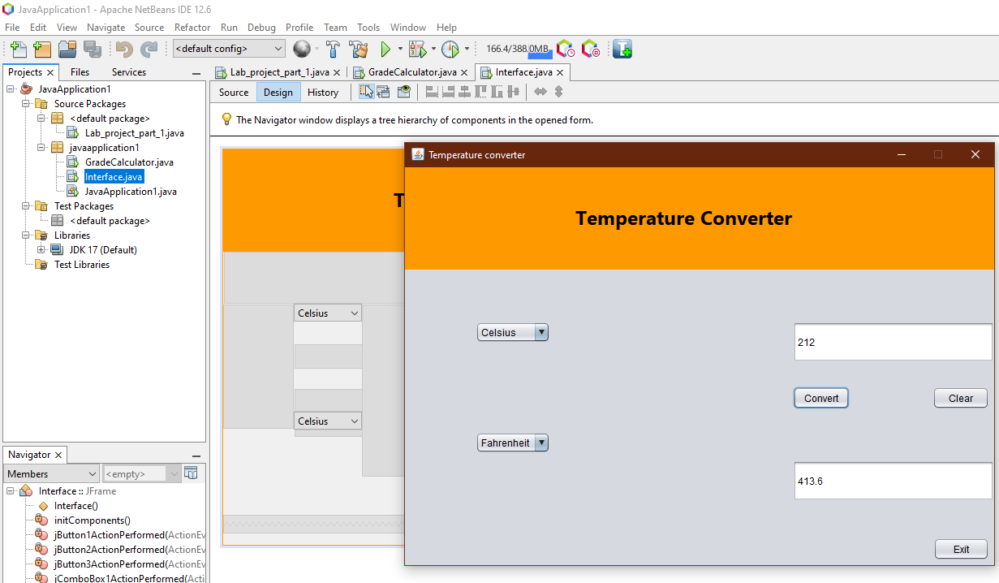 JavaApplication1 - Apache NetBeans IDE 12.6
File Edit View Navigate Source Refactor Run Debug Profile Team Tools Window Help
<default config> 166.4/388.0MB
Projects Files Services
Lab_project_part_1.java GradeCalculator.java Interface.java
JavaApplication1
Source Packages
<default package>
Lab_project_part_1.java
javaapplication1
GradeCalculator.java
Interface.java
JavaApplication1.java
Test Packages
<default package>
Libraries
JDK 17 (Default)
Test Libraries
Source Design History
The Navigator window displays a tree hierarchy of components in the opened form.
T
Celsius
Celsius
Temperature converter
Temperature Converter
Celsius
212
Convert Clear
Fahrenheit
413.6
Exit
Navigator
Members <empty>
Interface :: JFrame
Interface()
initComponents()
jButton1ActionPerformed(ActionEv
jButton2ActionPerformed(ActionEv
jButton3ActionPerformed(ActionEv
jComboBox1ActionPerformed(Acti